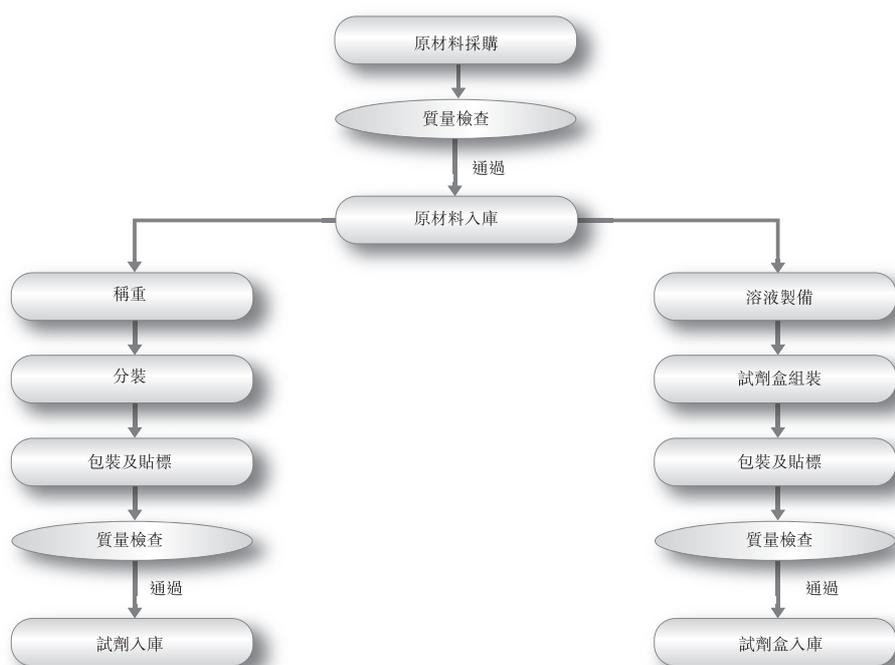 原材料採購
質量檢查
通過
原材料入庫
稱重
分裝
包裝及貼標
質量檢查
通過
試劑入庫
溶液製備
試劑盒組裝
包裝及貼標
質量檢查
通過
試劑盒入庫